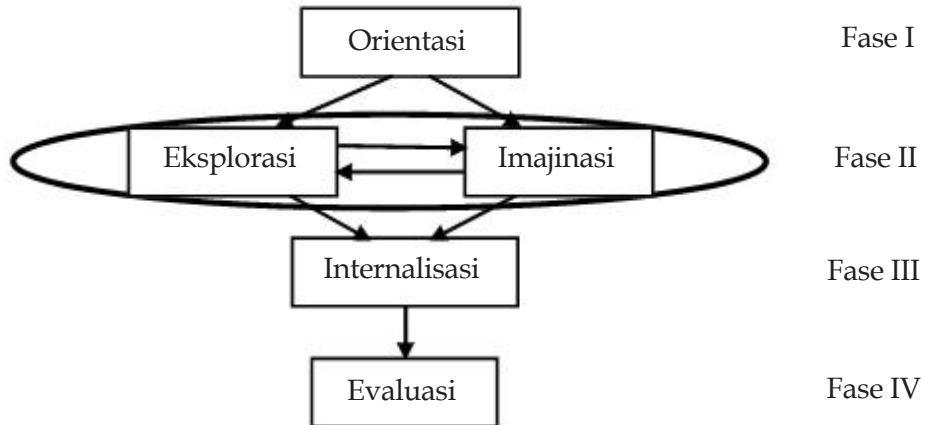 Orientasi Fase I
Eksplorasi Imajinasi Fase II
Internalisasi Fase III
Evaluasi Fase IV